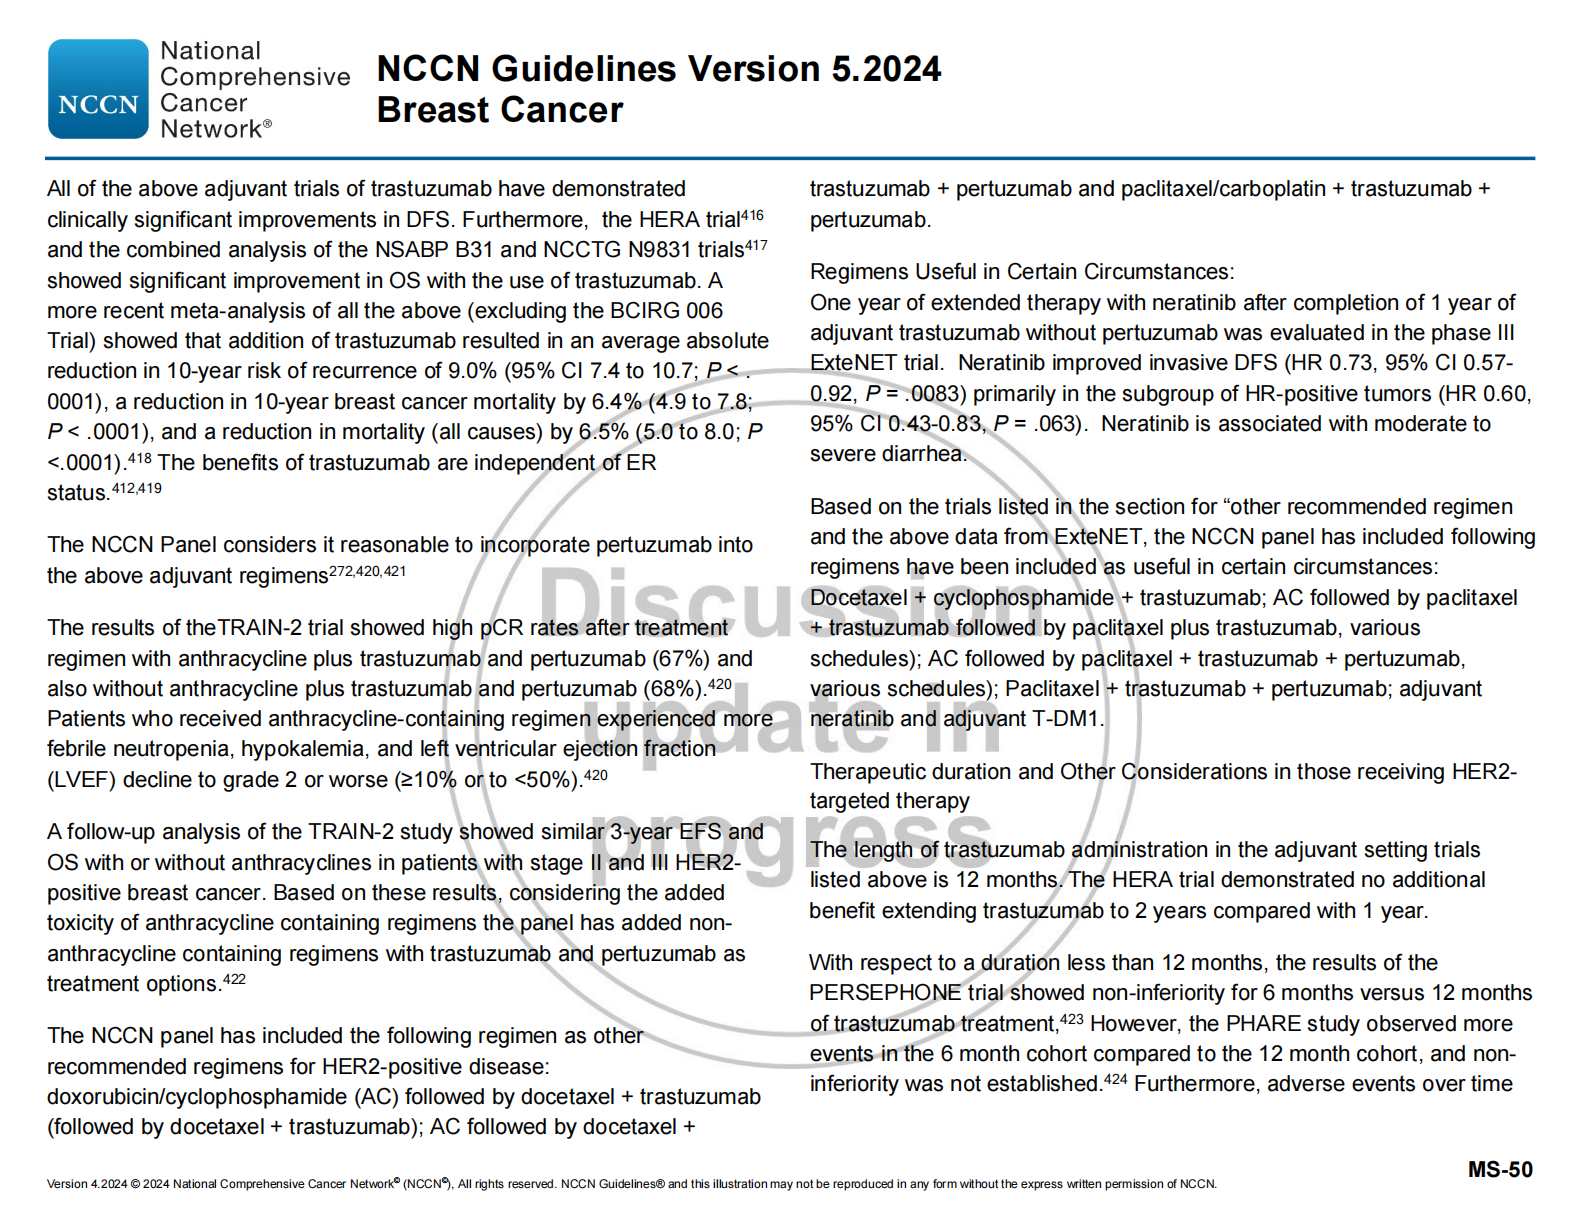 NCCN
National
Comprehensive
Cancer
Network®
NCCN Guidelines Version 5.2024
Breast Cancer
All of the above adjuvant trials of trastuzumab have demonstrated
clinically significant improvements in DFS. Furthermore,  the HERA trial416
and the combined analysis of the NSABP B31 and NCCTG N9831 trials417
showed significant improvement in OS with the use of trastuzumab. A
more recent meta-analysis of all the above (excluding the BCIRG 006
Trial) showed that addition of trastuzumab resulted in an average absolute
reduction in 10-year risk of recurrence of 9.0% (95% CI 7.4 to 10.7; P < .
0001), a reduction in 10-year breast cancer mortality by 6.4% (4.9 to 7.8;
P < .0001), and a reduction in mortality (all causes) by 6.5% (5.0 to 8.0; P
<.0001).418 The benefits of trastuzumab are independent of ER
status.412,419
The NCCN Panel considers it reasonable to incorporate pertuzumab into
the above adjuvant regimens272,420,421
The results of theTRAIN-2 trial showed high pCR rates after treatment
regimen with anthracycline plus trastuzumab and pertuzumab (67%) and
also without anthracycline plus trastuzumab and pertuzumab (68%).420
Patients who received anthracycline-containing regimen experienced more
febrile neutropenia, hypokalemia, and left ventricular ejection fraction
(LVEF) decline to grade 2 or worse (≥10% or to <50%).420
A follow-up analysis of the TRAIN-2 study showed similar 3-year EFS and
OS with or without anthracyclines in patients with stage II and III HER2-
positive breast cancer. Based on these results, considering the added
toxicity of anthracycline containing regimens the panel has added non-
anthracycline containing regimens with trastuzumab and pertuzumab as
treatment options.422
The NCCN panel has included the following regimen as other
recommended regimens for HER2-positive disease:
doxorubicin/cyclophosphamide (AC) followed by docetaxel + trastuzumab
(followed by docetaxel + trastuzumab); AC followed by docetaxel +
trastuzumab + pertuzumab and paclitaxel/carboplatin + trastuzumab +
pertuzumab.
Regimens Useful in Certain Circumstances:
One year of extended therapy with neratinib after completion of 1 year of
adjuvant trastuzumab without pertuzumab was evaluated in the phase III
ExteNET trial.  Neratinib improved invasive DFS (HR 0.73, 95% CI 0.57-
0.92, P = .0083) primarily in the subgroup of HR-positive tumors (HR 0.60,
95% CI 0.43-0.83, P = .063).  Neratinib is associated with moderate to
severe diarrhea.
Based on the trials listed in the section for “other recommended regimen
and the above data from ExteNET, the NCCN panel has included following
regimens have been included as useful in certain circumstances:
Docetaxel + cyclophosphamide + trastuzumab; AC followed by paclitaxel
+ trastuzumab followed by paclitaxel plus trastuzumab, various
schedules); AC followed by paclitaxel + trastuzumab + pertuzumab,
various schedules); Paclitaxel + trastuzumab + pertuzumab; adjuvant
neratinib and adjuvant T-DM1.
Therapeutic duration and Other Considerations in those receiving HER2-
targeted therapy
The length of trastuzumab administration in the adjuvant setting trials
listed above is 12 months. The HERA trial demonstrated no additional
benefit extending trastuzumab to 2 years compared with 1 year.
With respect to a duration less than 12 months, the results of the
PERSEPHONE trial showed non-inferiority for 6 months versus 12 months
of trastuzumab treatment,423 However, the PHARE study observed more
events in the 6 month cohort compared to the 12 month cohort, and non-
inferiority was not established.424 Furthermore, adverse events over time
Discussion
update in
progress
MS-50
Version 4.2024 © 2024 National Comprehensive Cancer Network© (NCCN©), All rights reserved. NCCN Guidelines® and this illustration may not be reproduced in any form without the express written permission of NCCN.